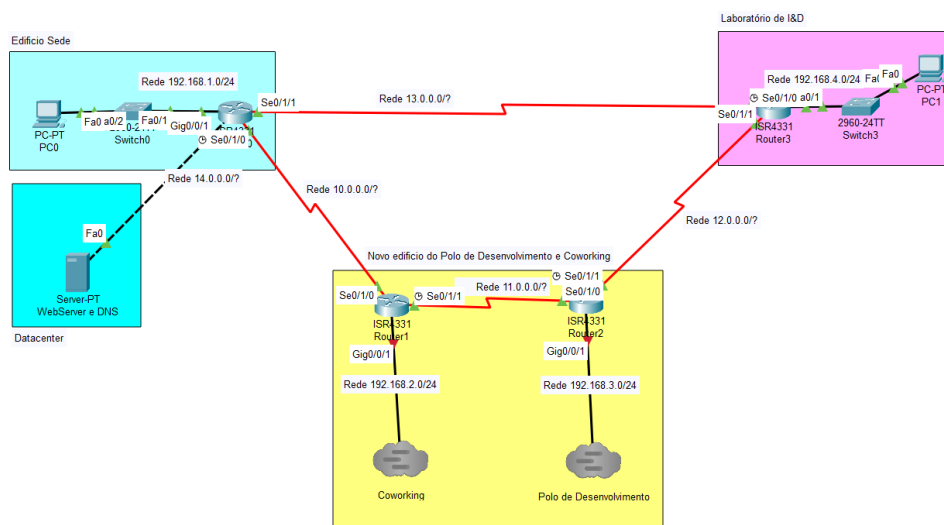 Edificio Sede
Rede 192.168.1.0/24
Se0/1/1
Fa0
a0/2
Fa0/1
Gig0/0/1
PC-PT
PC0
Switch0
Se0/1/0
Rede 14.0.0.0/?
Rede 13.0.0.0/?
Laboratório de I&D
Rede 192.168.4.0/24
Fa0
PC-PT
PC1
Se0/1/0
a0/1
Se0/1/1
ISR4331
Router3
2960-24TT
Switch3
Rede 10.0.0.0/?
Rede 12.0.0.0/?
Fa0
Server-PT
WebServer e DNS
Datacenter
Novo edificio do Polo de Desenvolvimento e Coworking
Se0/1/0
Se0/1/1
Rede 11.0.0.0/?
Se0/1/1
Se0/1/0
ISR4331
Router1
ISR4331
Router2
Gig0/0/1
Gig0/0/1
Rede 192.168.2.0/24
Rede 192.168.3.0/24
Coworking
Polo de Desenvolvimento